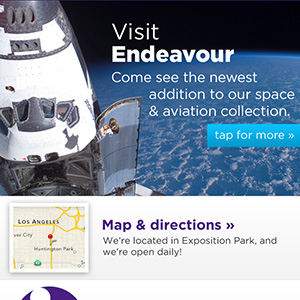 Visit
Endeavour
Come see the newest
addition to our space
& aviation collection.
tap for more »
LOS ANGELES
ver City
Huntington Park
Map & directions »
We're located in Exposition Park, and
we're open daily!